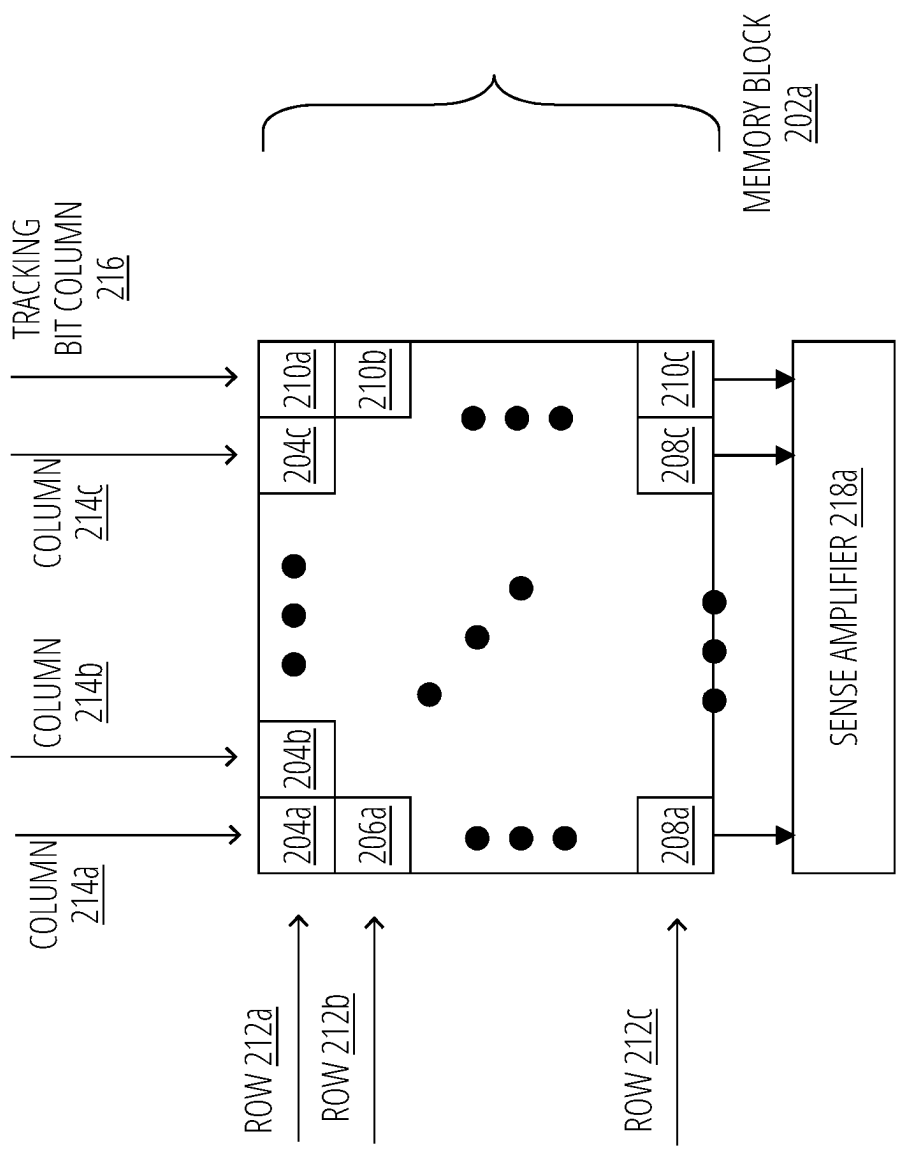 COLUMN
214a
COLUMN
214b
COLUMN
214c
TRACKING
BIT COLUMN
216
ROW 212a
204a
204b
204c
210a
ROW 212b
206a
210b
ROW 212c
208a
208c
210c
MEMORY BLOCK
202a
SENSE AMPLIFIER 218a